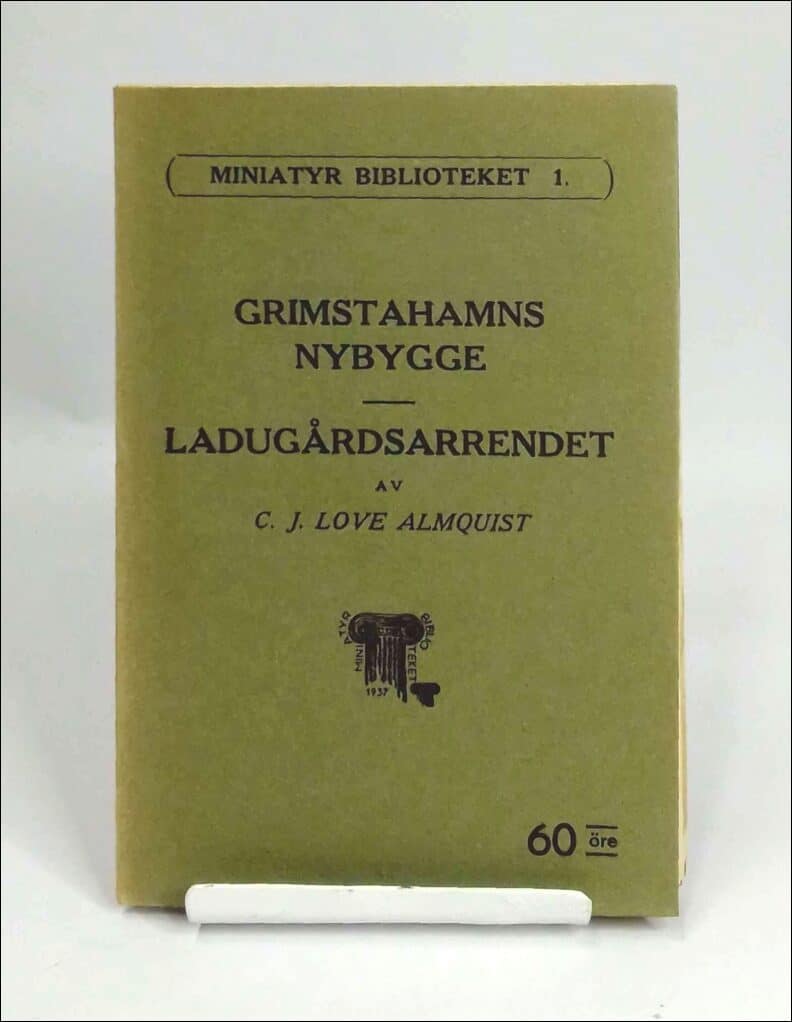 MINIATYR BIBLIOTEKET 1.
GRIMSTAHAMNS
NYBYGGE
LADUGÅRDSARRENDET
AV
C. J. LOVE ALMQUIST
MINIATYR
BIBLIOTEKET
1937
60 öre